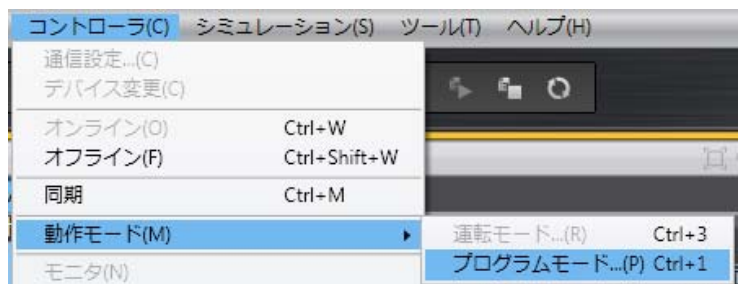 コントローラ(C) シミュレーション(S) ツール(T) ヘルプ(H)
通信設定...(C)
デバイス変更(C)
オンライン(O) Ctrl+W
オフライン(F) Ctrl+Shift+W
同期 Ctrl+M
動作モード(M)
運転モード...(R) Ctrl+3
プログラムモード...(P) Ctrl+1
モニタ(N)